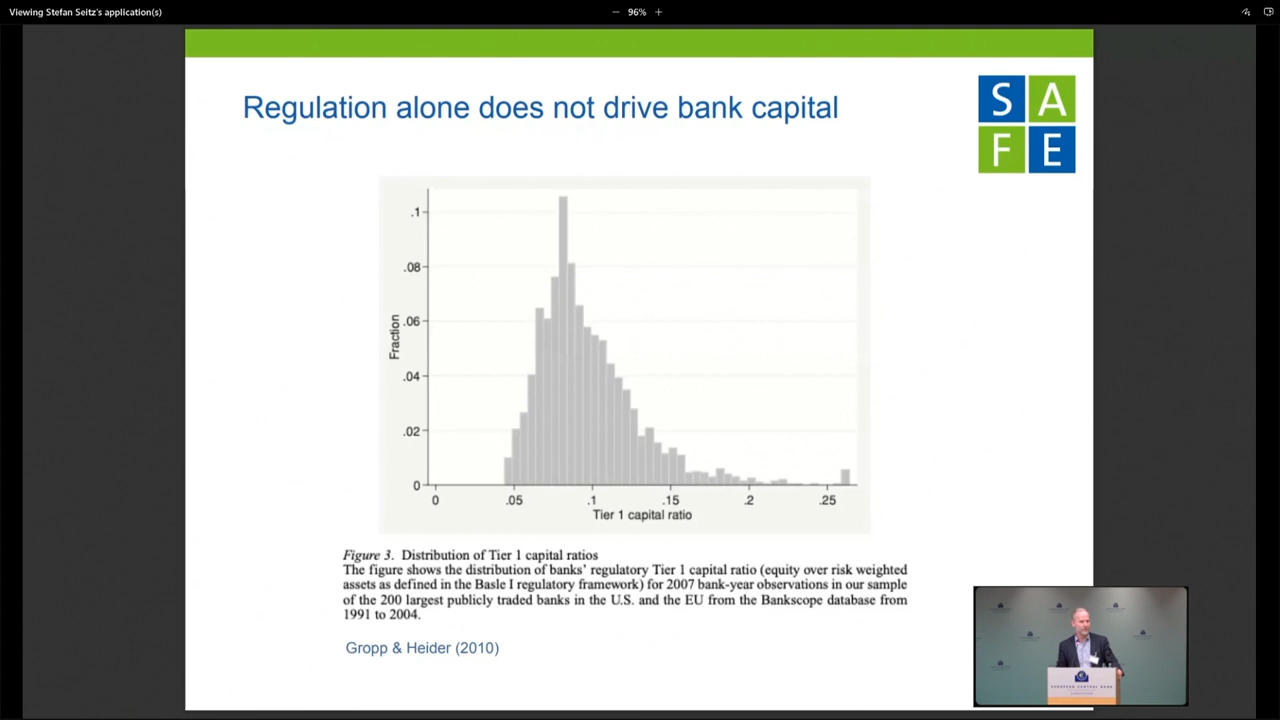 Viewing Stefan Seitz's application(s)
96%
Regulation alone does not drive bank capital
S A
F E
.1
.08
.06
.04
.02
0
Fraction
0 .05 .1 .15 .2 .25
Tier 1 capital ratio
Figure 3. Distribution of Tier 1 capital ratios
The figure shows the distribution of banks' regulatory Tier 1 capital ratio (equity over risk weighted
assets as defined in the Basle I regulatory framework) for 2007 bank-year observations in our sample
of the 200 largest publicly traded banks in the U.S. and the EU from the Bankscope database from
1991 to 2004.
Gropp & Heider (2010)
EUROPEAN CENTRAL BANK